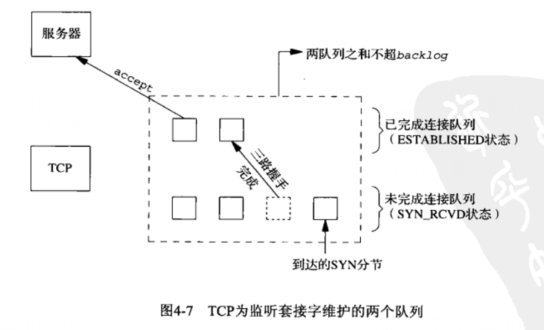 服务器
accept
两队列之和不超backlog
已完成连接队列
（ESTABLISHED状态）
TCP
三路握手
完成
未完成连接队列
（SYN_RCVD状态）
到达的SYN分节
图4-7 TCP为监听套接字维护的两个队列